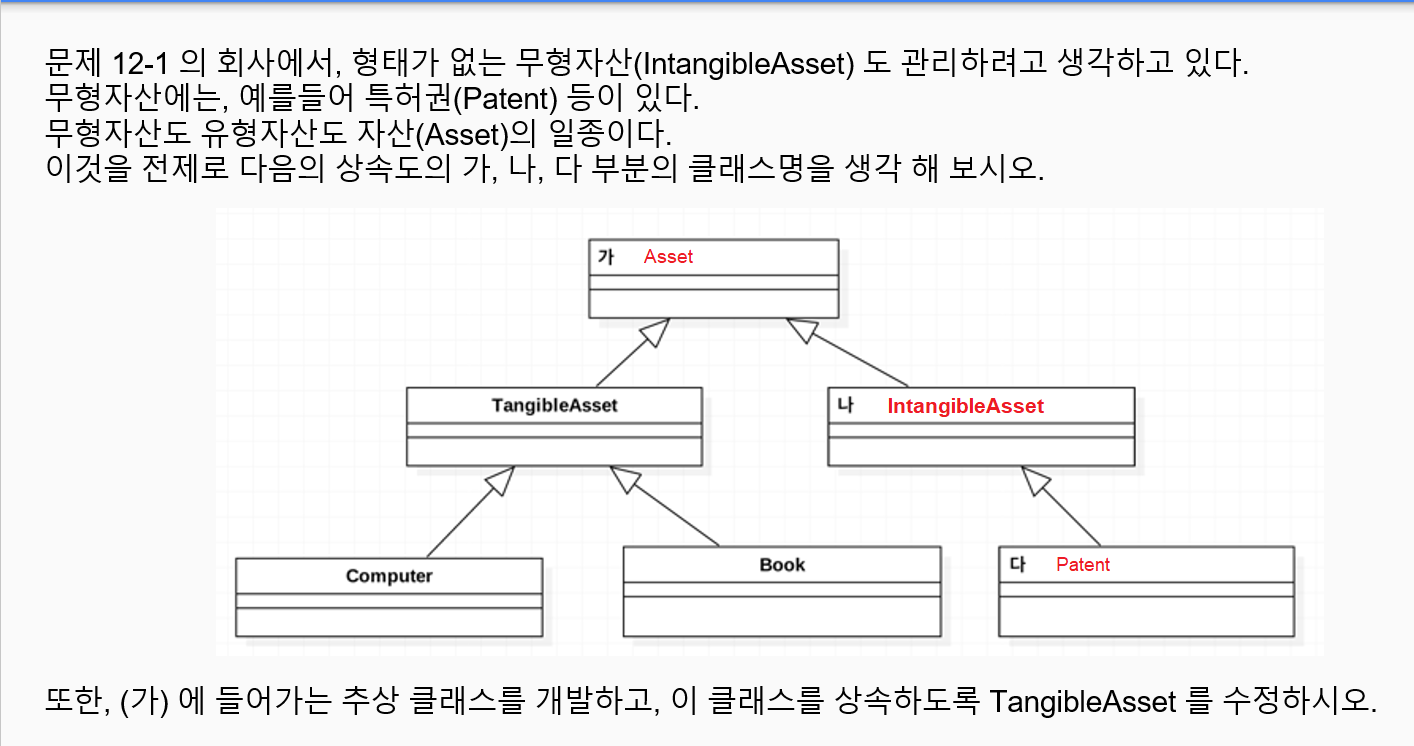 문제 12-1 의 회사에서, 형태가 없는 무형자산(IntangibleAsset) 도 관리하려고 생각하고 있다.
무형자산에는, 예를들어 특허권(Patent) 등이 있다.
무형자산도 유형자산도 자산(Asset)의 일종이다.
이것을 전제로 다음의 상속도의 가, 나, 다 부분의 클래스명을 생각 해 보시오.
가 Asset
TangibleAsset
나 IntangibleAsset
Computer
Book
다 Patent
또한, (가) 에 들어가는 추상 클래스를 개발하고, 이 클래스를 상속하도록 TangibleAsset 를 수정하시오.